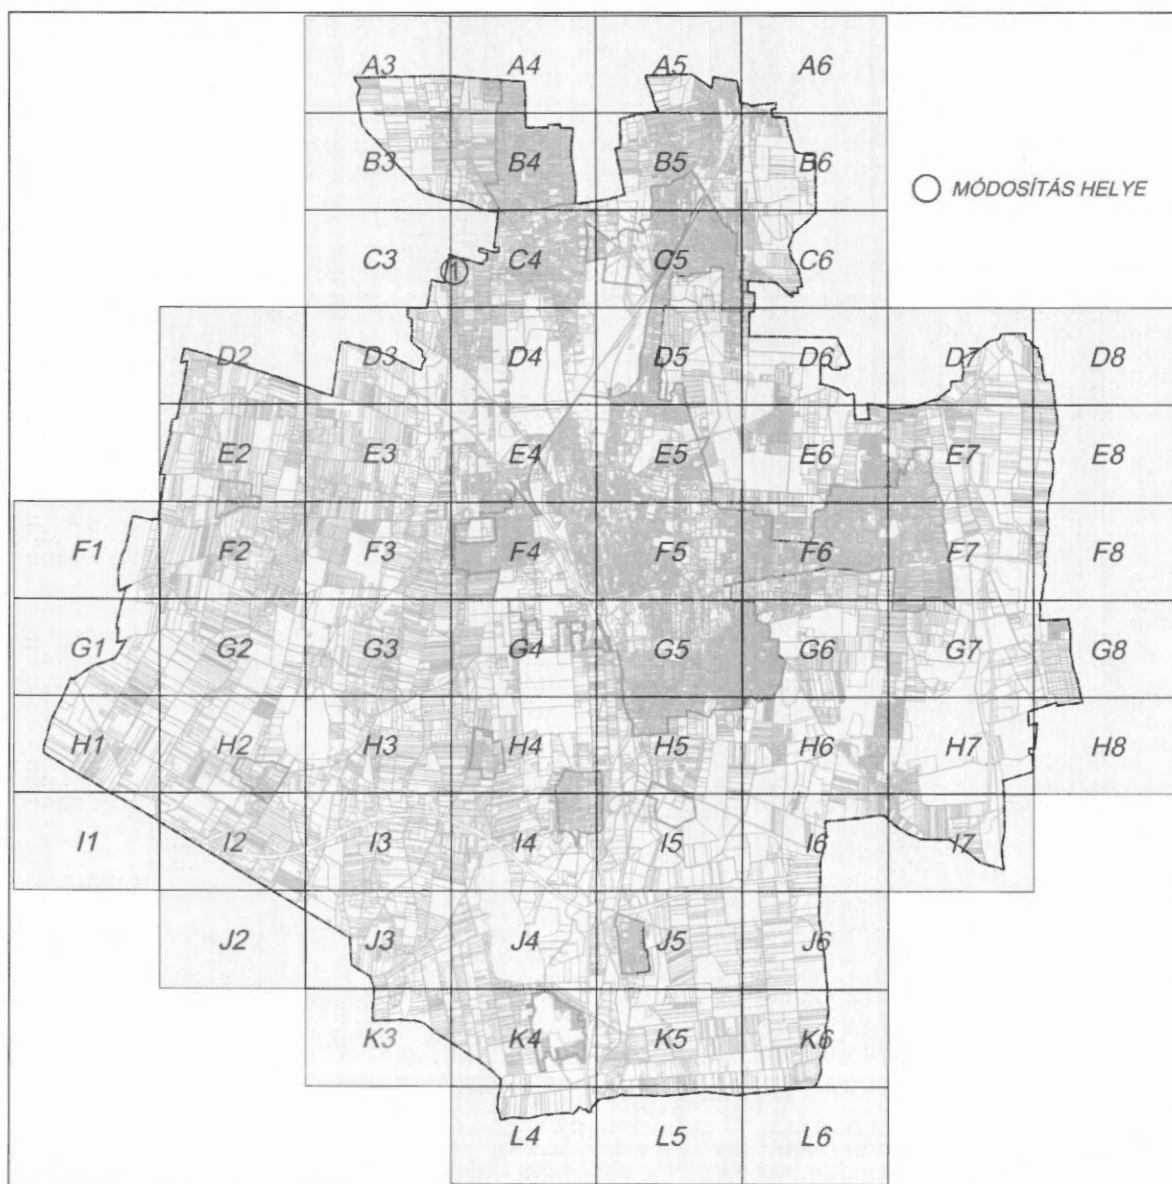 A3 A4 A5 A6
B3 B4 B5 B6
MÓDOSÍTÁS HELYE
C3 1 C4 C5 C6
D2 D3 D4 D5 D6 D7 D8
E2 E3 E4 E5 E6 E7 E8
F1 F2 F3 F4 F5 F6 F7 F8
G1 G2 G3 G4 G5 G6 G7 G8
H1 H2 H3 H4 H5 H6 H7 H8
I1 I2 I3 I4 I5 I6 I7
J2 J3 J4 J5 J6
K3 K4 K5 K6
L4 L5 L6